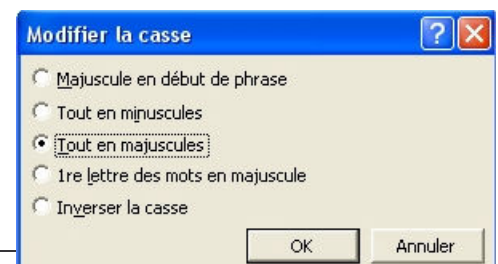 Modifier la casse
Majuscule en début de phrase
Tout en minuscules
Tout en majuscules
1re lettre des mots en majuscule
Inverser la casse
OK Annuler